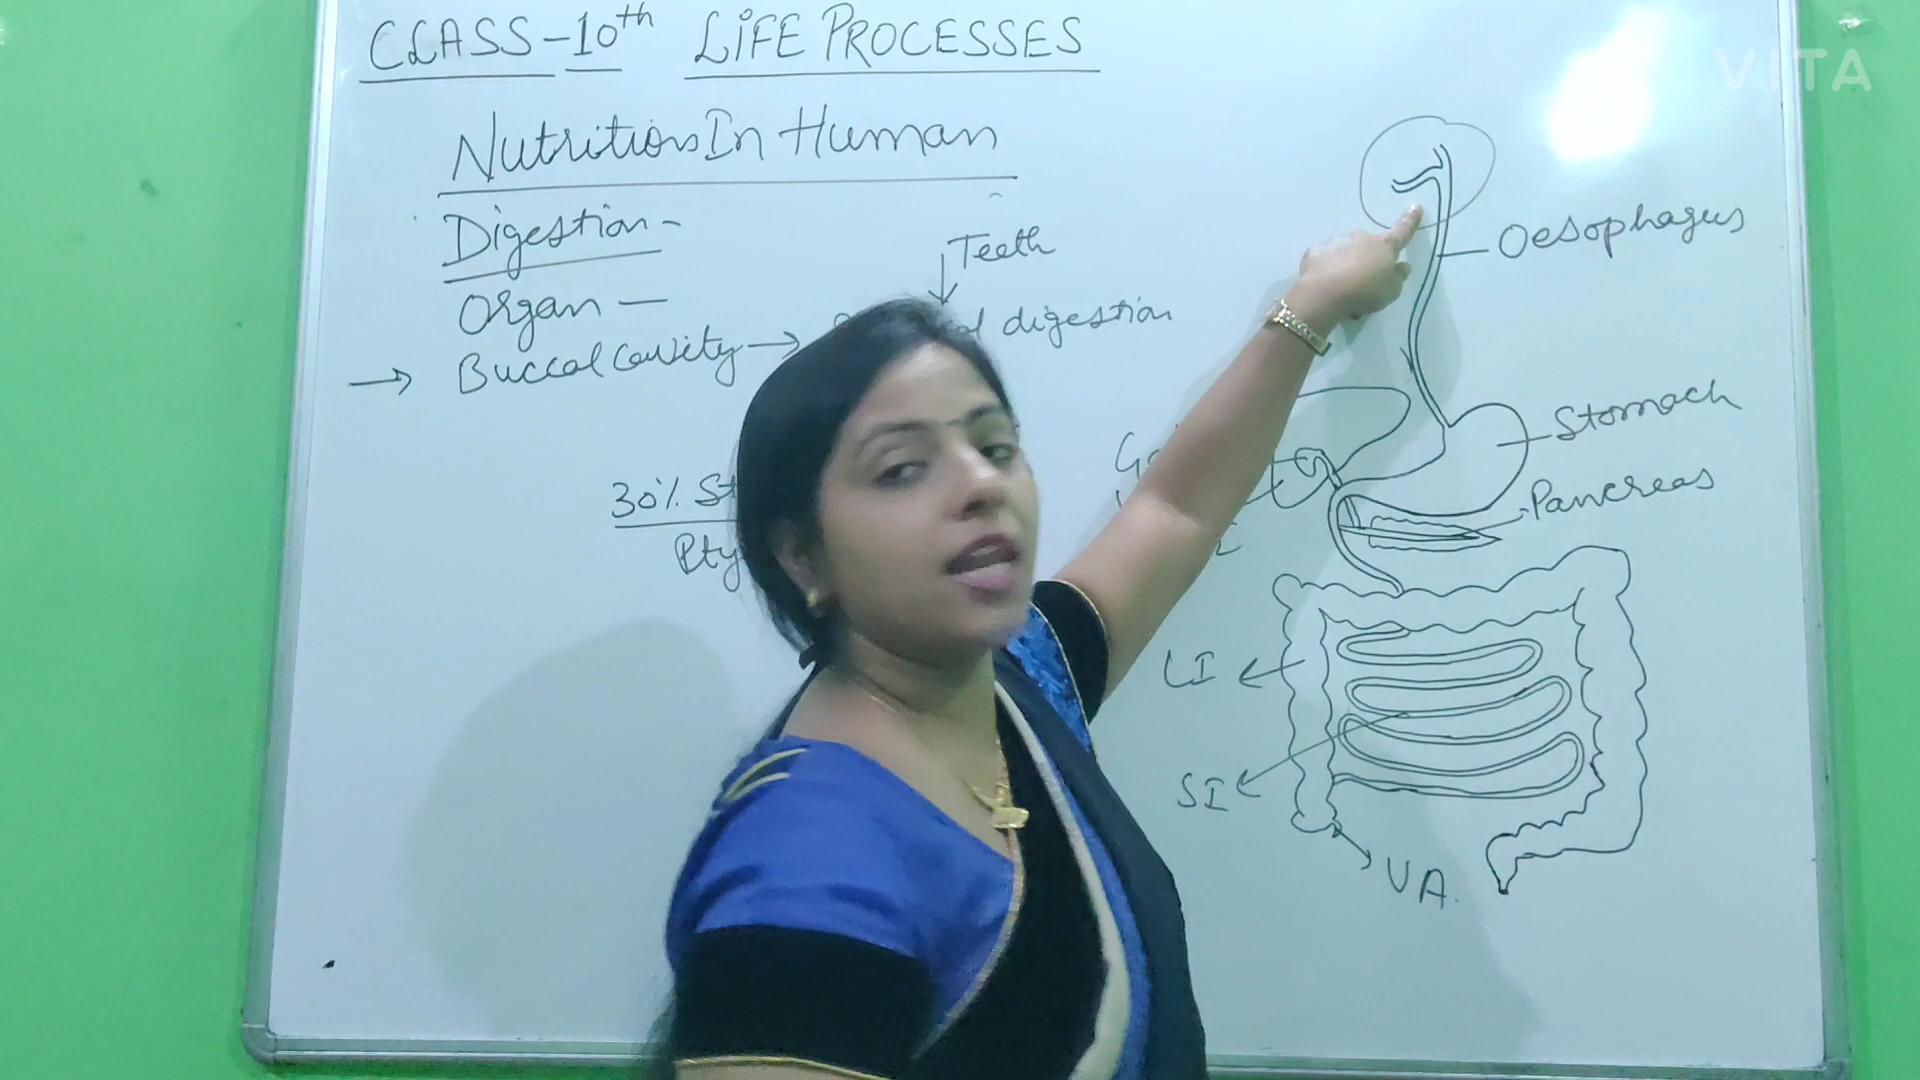 CLASS-10th LiFE PROCESSES
VITA
Nutrition In Human
Digestion-
Organ -
Teeth
→ Buccal cavity → digestion
30%
Oesophagus
Stomach
Pancreas
LI
SI
VA.